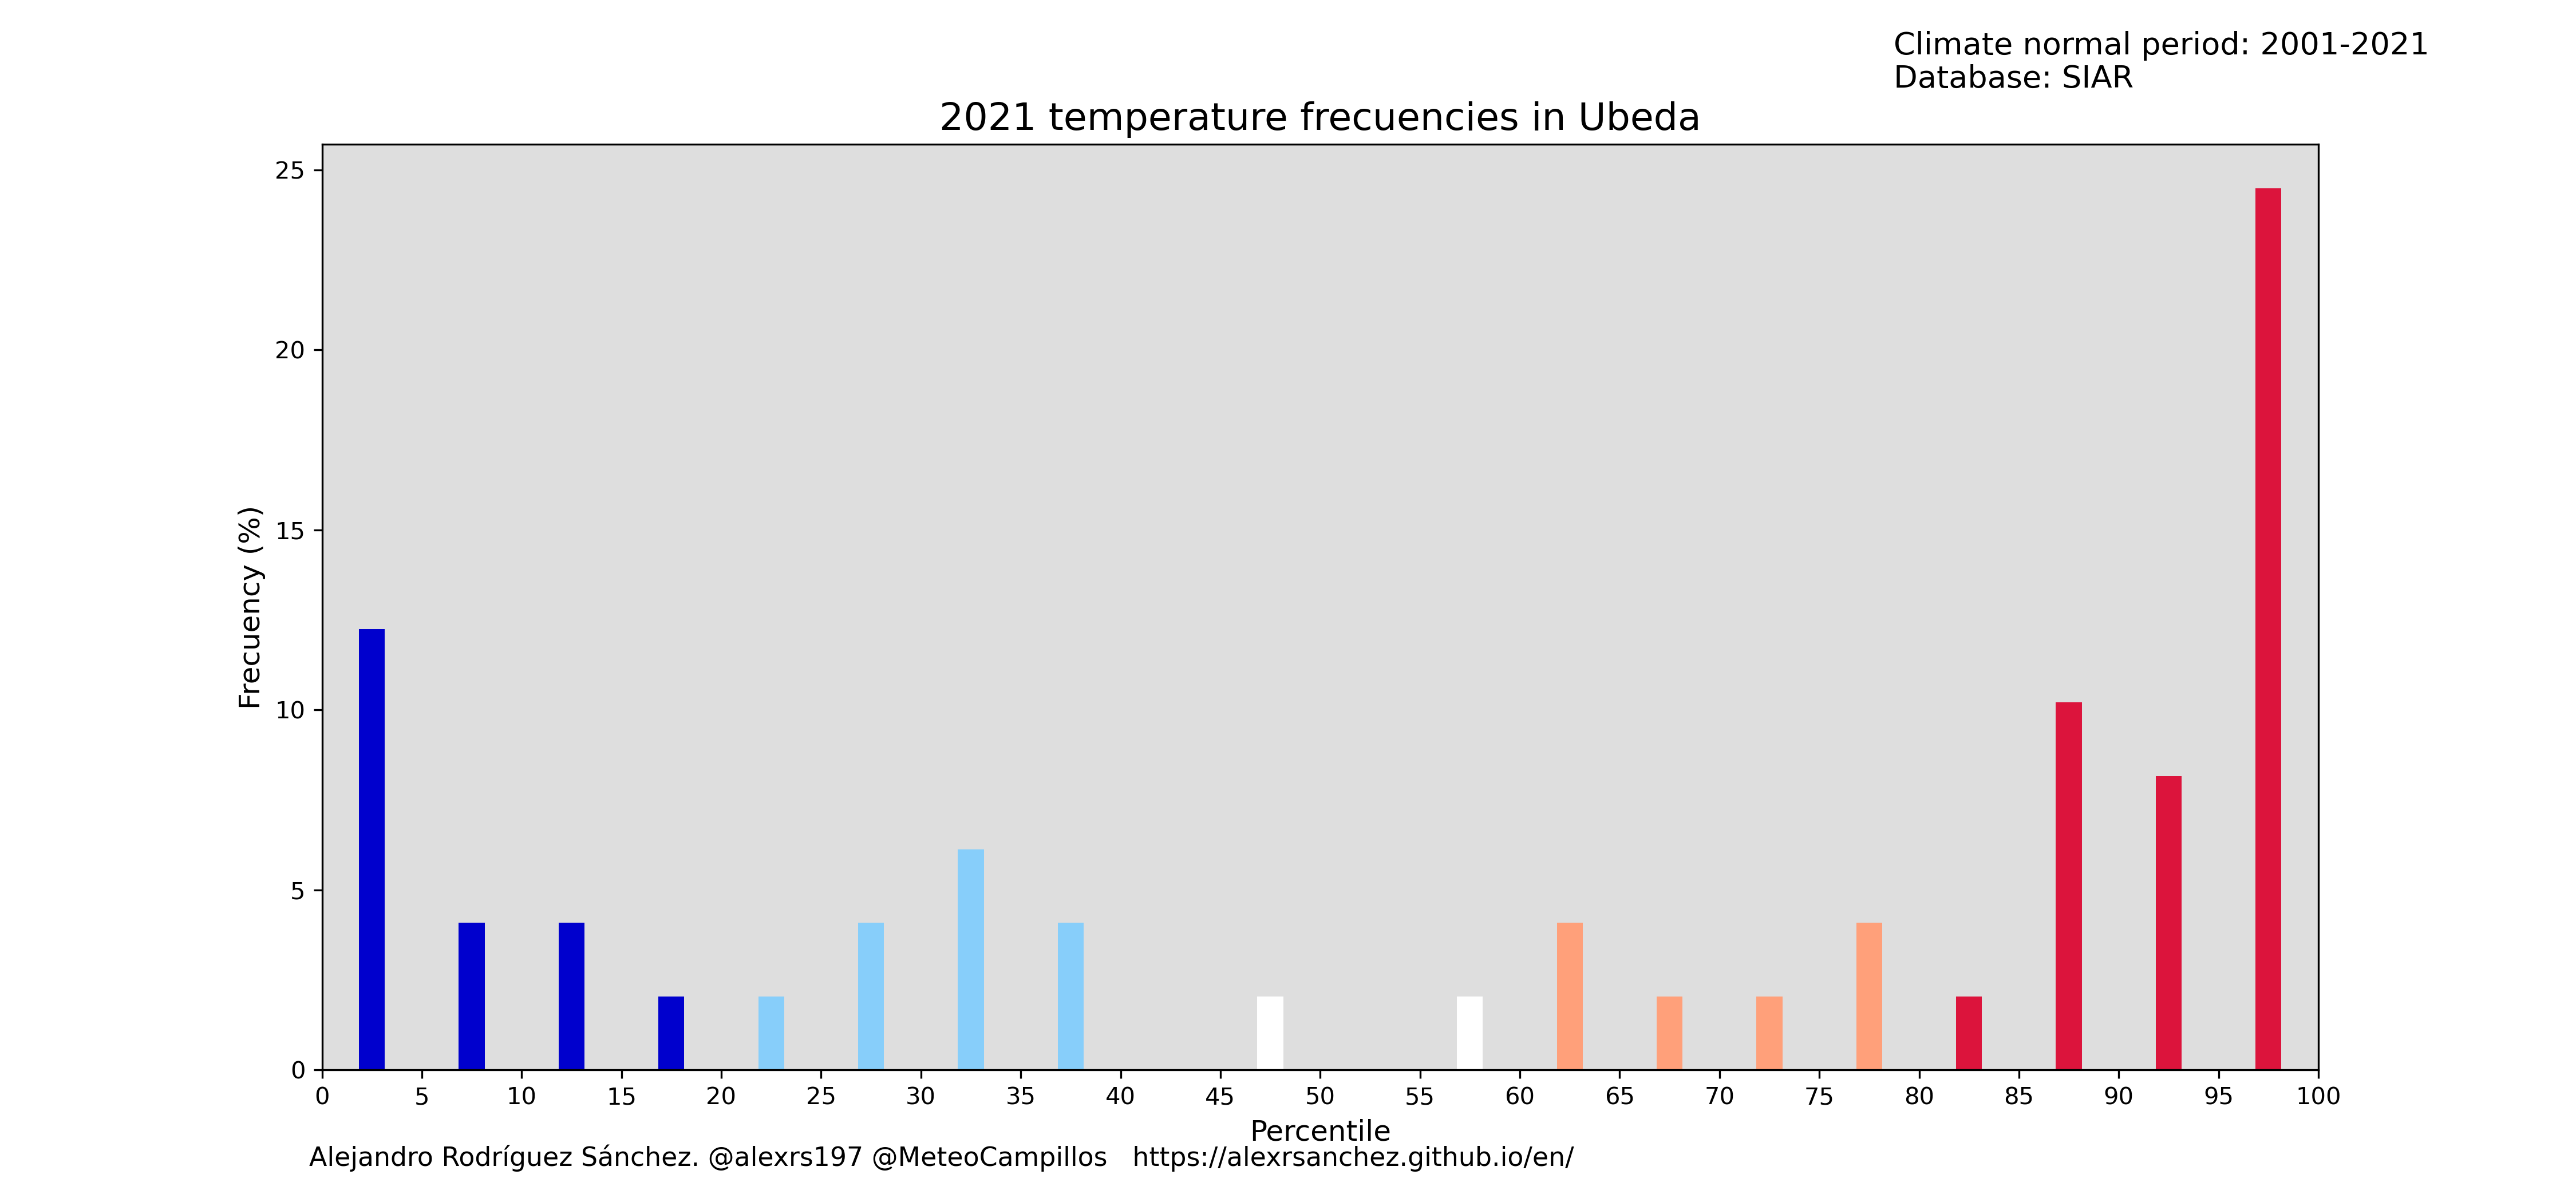 Climate normal period: 2001-2021
Database: SIAR
2021 temperature frecuencies in Ubeda
25
20
15
10
5
0
Frecuency (%)
0 5 10 15 20 25 30 35 40 45 50 55 60 65 70 75 80 85 90 95 100
Percentile
Alejandro Rodríguez Sánchez. @alexrs197 @MeteoCampillos https://alexrsanchez.github.io/en/